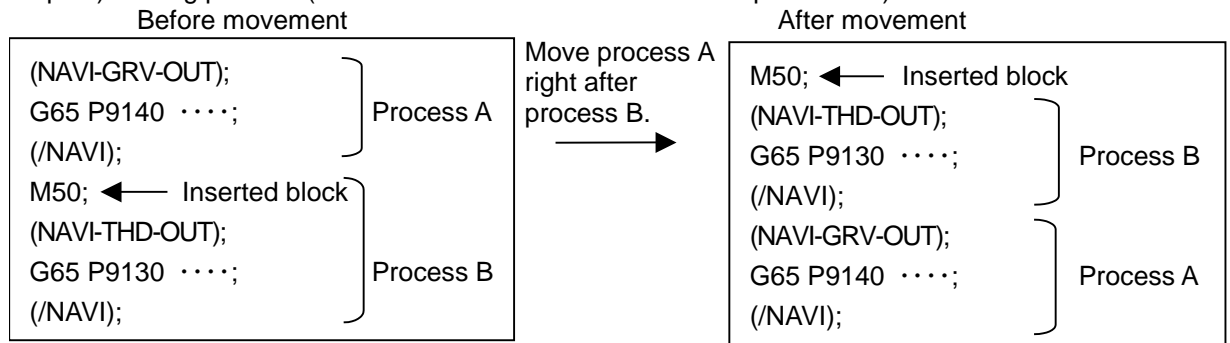 Before movement
(NAVI-GRV-OUT);
G65 P9140 ････;
(/NAVI);
Process A
M50;
Inserted block
(NAVI-THD-OUT);
G65 P9130 ････;
(/NAVI);
Process B
Move process A
right after
process B.
After movement
M50;
Inserted block
(NAVI-THD-OUT);
G65 P9130 ････;
(/NAVI);
Process B
(NAVI-GRV-OUT);
G65 P9140 ････;
(/NAVI);
Process A